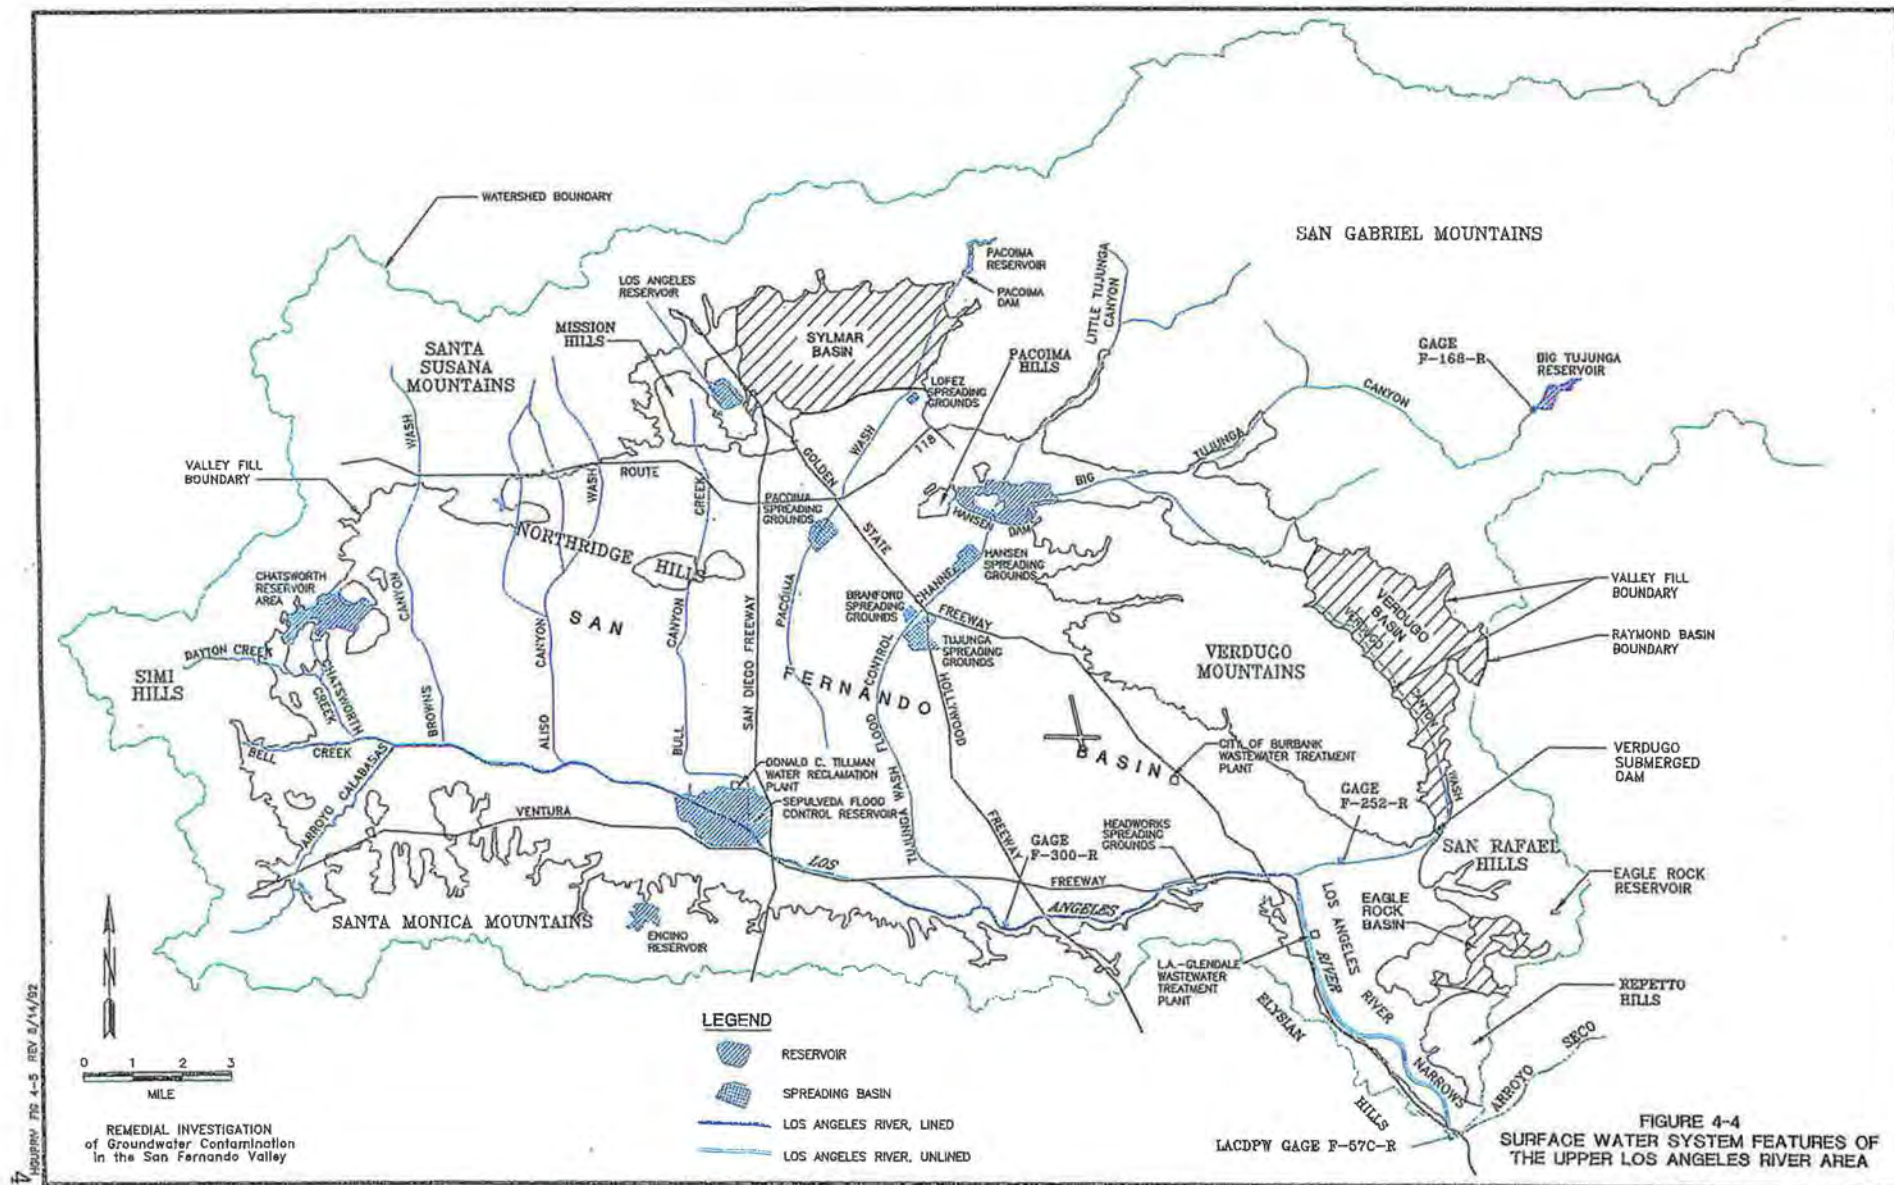 WATERSHED BOUNDARY
SAN GABRIEL MOUNTAINS
PACOIMA
RESERVOIR
LOS ANGELES
RESERVOIR
PACOIMA
DAM
LITTLE TUJUNGA
CANYON
MISSION
HILLS
SYLMAR
BASIN
SANTA
SUSANA
MOUNTAINS
PACOIMA
HILLS
GAGE
F-168-R
BIG TUJUNGA
RESERVOIR
LOPEZ
SPREADING
GROUNDS
CANYON
WASH
WASH
118
TUJUNGA
GOLDEN
VALLEY FILL
BOUNDARY
ROUTE
WASH
CREEK
BIG
PACOIMA
SPREADING
GROUNDS
HANSEN
DAM
STATE
NORTHRIDGE
HILLS
HANSEN
SPREADING
GROUNDS
CHATSWORTH
RESERVOIR
AREA
CANYON
CHANNEL
BRANFORD
SPREADING
GROUNDS
FREEWAY
VALLEY FILL
BOUNDARY
VERDUGO
BASIN
VERDUGO
SAN
CANYON
CANYON
SAN DIEGO FREEWAY
PACOIMA
TUJUNGA
SPREADING
GROUNDS
CONTROL
RAYMOND BASIN
BOUNDARY
VERDUGO
MOUNTAINS
DAYTON CREEK
SIMI
HILLS
CHATSWORTH
CREEK
FERNANDO
HOLLYWOOD
CANYON
BROWNS
ALISO
BULL
FLOOD
BELL
CREEK
BASIN
CITY OF BURBANK
WASTEWATER TREATMENT
PLANT
VERDUGO
SUBMERGED
DAM
DONALD C. TILLMAN
WATER RECLAMATION
PLANT
WASH
WASH
ARROYO CALABASAS
SEPULVEDA FLOOD
CONTROL RESERVOIR
GAGE
F-252-R
VENTURA
HEADWORKS
SPREADING
GROUNDS
TUJUNGA
FREEWAY
GAGE
F-300-R
LOS
SAN RAFAEL
HILLS
FREEWAY
EAGLE ROCK
RESERVOIR
ANGELES
LOS ANGELES
RIVER
EAGLE
ROCK
BASIN
SANTA MONICA MOUNTAINS
ENCINO
RESERVOIR
RIVER
L.A.-GLENDALE
WASTEWATER
TREATMENT
PLANT
REPETTO
HILLS
ELYSIAN
HILLS
NARROWS
ARROYO SECO
N
LEGEND
RESERVOIR
SPREADING BASIN
LOS ANGELES RIVER, LINED
LOS ANGELES RIVER, UNLINED
0 1 2 3
MILE
REMEDIAL INVESTIGATION
of Groundwater Contamination
in the San Fernando Valley
LACDPW GAGE F-57C-R
FIGURE 4-4
SURFACE WATER SYSTEM FEATURES OF
THE UPPER LOS ANGELES RIVER AREA
FIG 4-5 REV 8/14/92
4